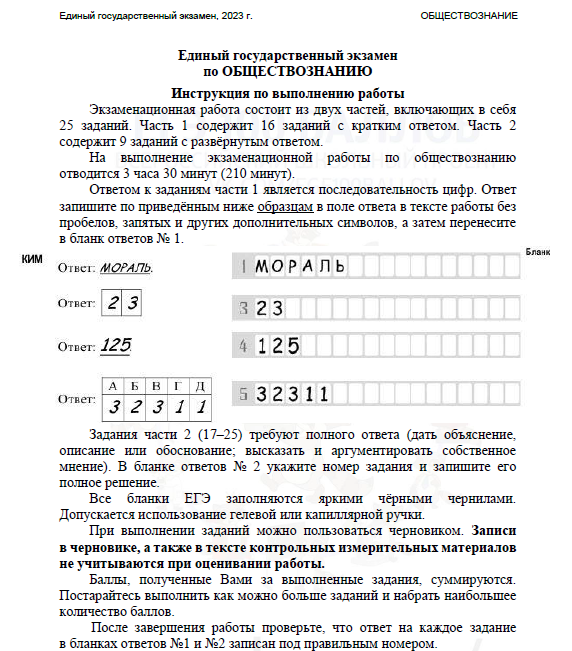 Единый государственный экзамен, 2023 г. ОБЩЕСТВОЗНАНИЕ
Единый государственный экзамен
по ОБЩЕСТВОЗНАНИЮ
Инструкция по выполнению работы
Экзаменационная работа состоит из двух частей, включающих в себя
25 заданий. Часть 1 содержит 16 заданий с кратким ответом. Часть 2
содержит 9 заданий с развёрнутым ответом.
На выполнение экзаменационной работы по обществознанию
отводится 3 часа 30 минут (210 минут).
Ответом к заданиям части 1 является последовательность цифр. Ответ
запишите по приведённым ниже образцам в поле ответа в тексте работы без
пробелов, запятых и других дополнительных символов, а затем перенесите
в бланк ответов № 1.
КИМ Бланк
Ответ: МОРАЛЬ. 1 МОРАЛЬ
Ответ: 2 3 3 23
Ответ: 125 4 125
А Б В Г Д
Ответ: 3 2 3 1 1 5 32311
Задания части 2 (17–25) требуют полного ответа (дать объяснение,
описание или обоснование; высказать и аргументировать собственное
мнение). В бланке ответов № 2 укажите номер задания и запишите его
полное решение.
Все бланки ЕГЭ заполняются яркими чёрными чернилами.
Допускается использование гелевой или капиллярной ручки.
При выполнении заданий можно пользоваться черновиком. Записи
в черновике, а также в тексте контрольных измерительных материалов
не учитываются при оценивании работы.
Баллы, полученные Вами за выполненные задания, суммируются.
Постарайтесь выполнить как можно больше заданий и набрать наибольшее
количество баллов.
После завершения работы проверьте, что ответ на каждое задание
в бланках ответов №1 и №2 записан под правильным номером.